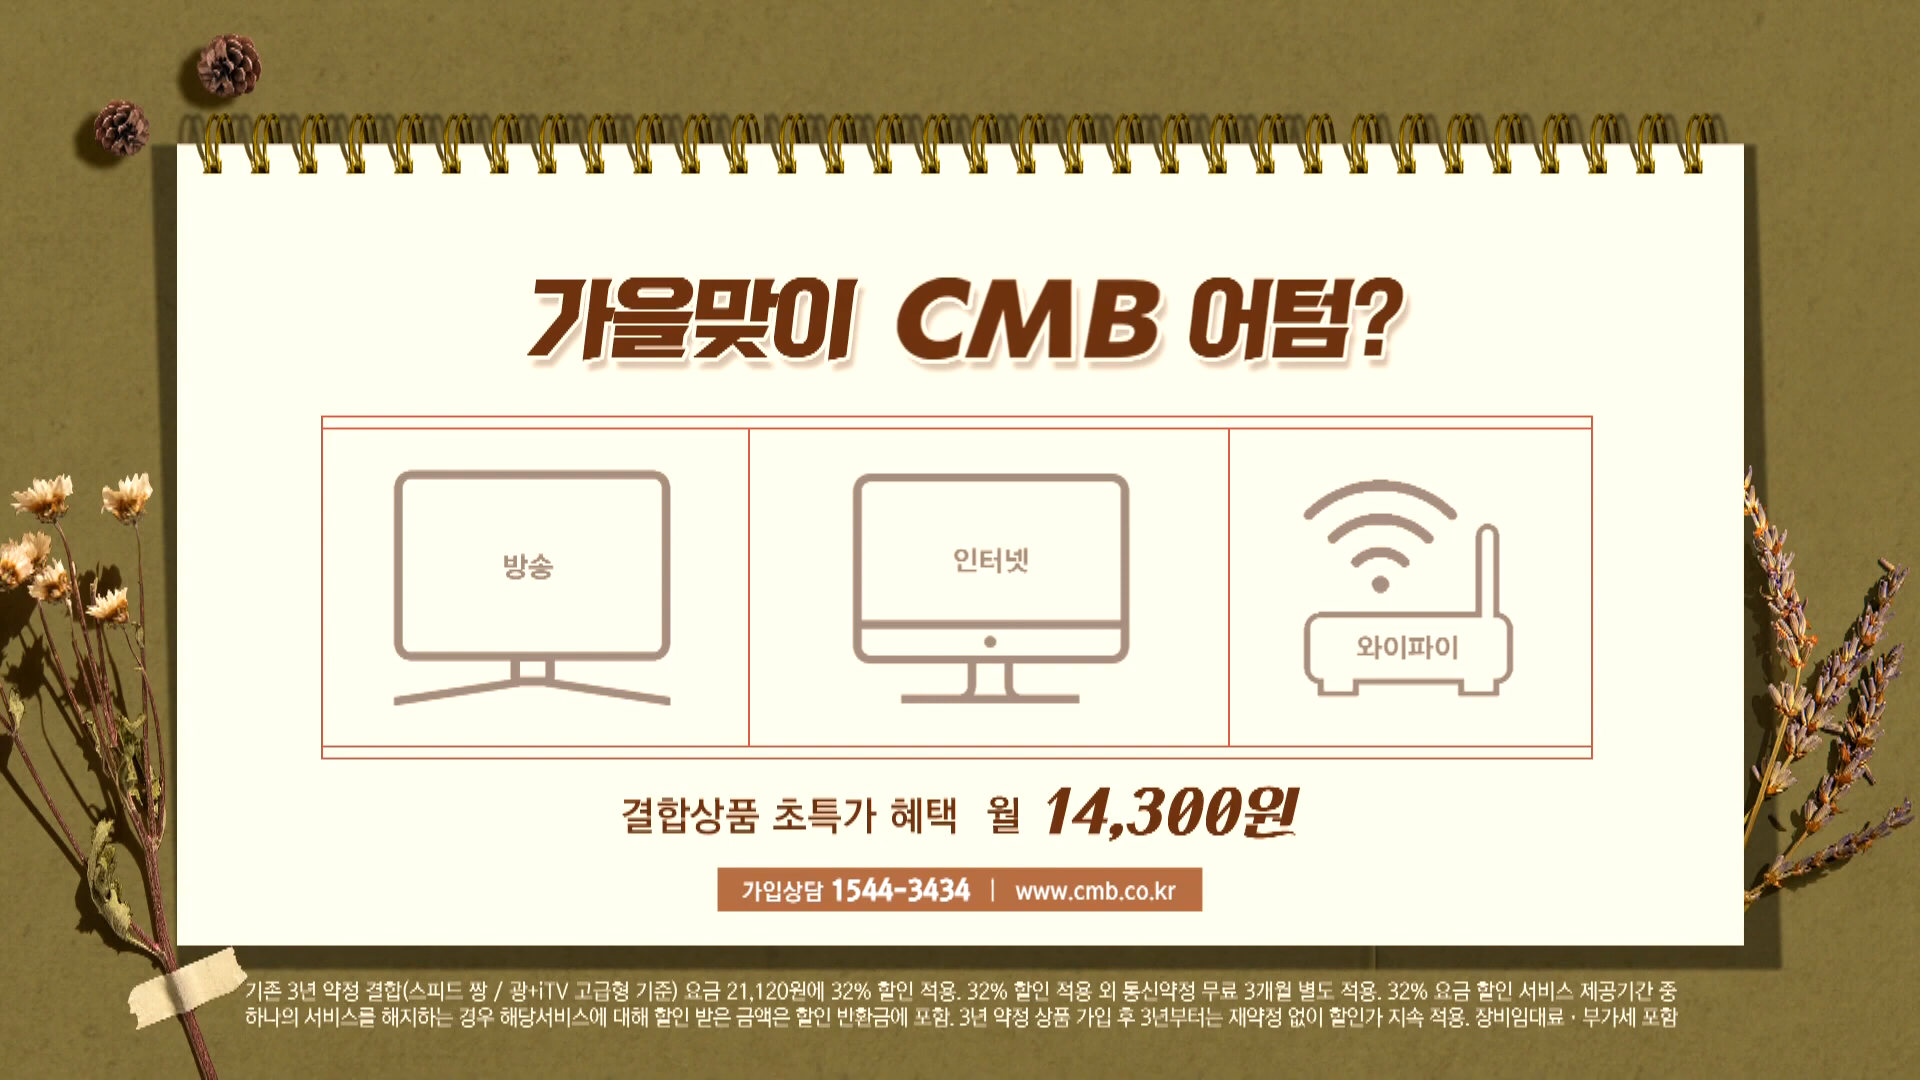 가을맞이 CMB 어텀?
방송
인터넷
와이파이
결합상품 초특가 혜택 월 14,300원
가입상담 1544-3434 | www.cmb.co.kr
기존 3년 약정 결합(스피드 짱 / 광+iTV 고급형 기준) 요금 21,120원에 32% 할인 적용. 32% 할인 적용 외 통신약정 무료 3개월 별도 적용. 32% 요금 할인 서비스 제공기간 중
하나의 서비스를 해지하는 경우 해당서비스에 대해 할인 받은 금액은 할인 반환금에 포함. 3년 약정 상품 가입 후 3년부터는 재약정 없이 할인가 지속 적용. 장비임대료 · 부가세 포함